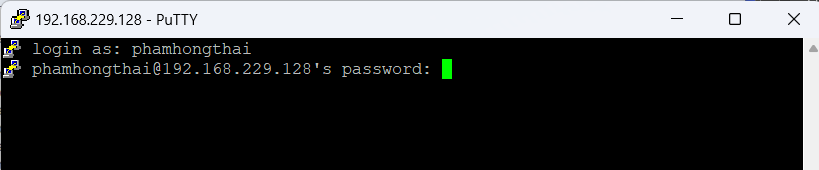 192.168.229.128 - PuTTY
login as: phamhongthai
phamhongthai@192.168.229.128's password: